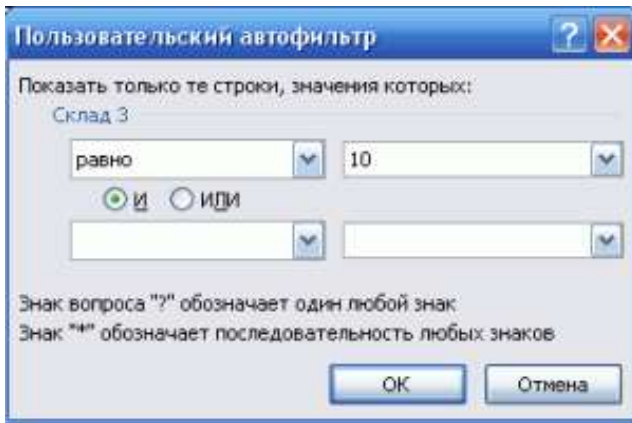 Пользовательский автофильтр
Показать только те строки, значения которых:
Склад 3
равно 10
И ИЛИ
Знак вопроса "?" обозначает один любой знак
Знак "*" обозначает последовательность любых знаков
ОК Отмена